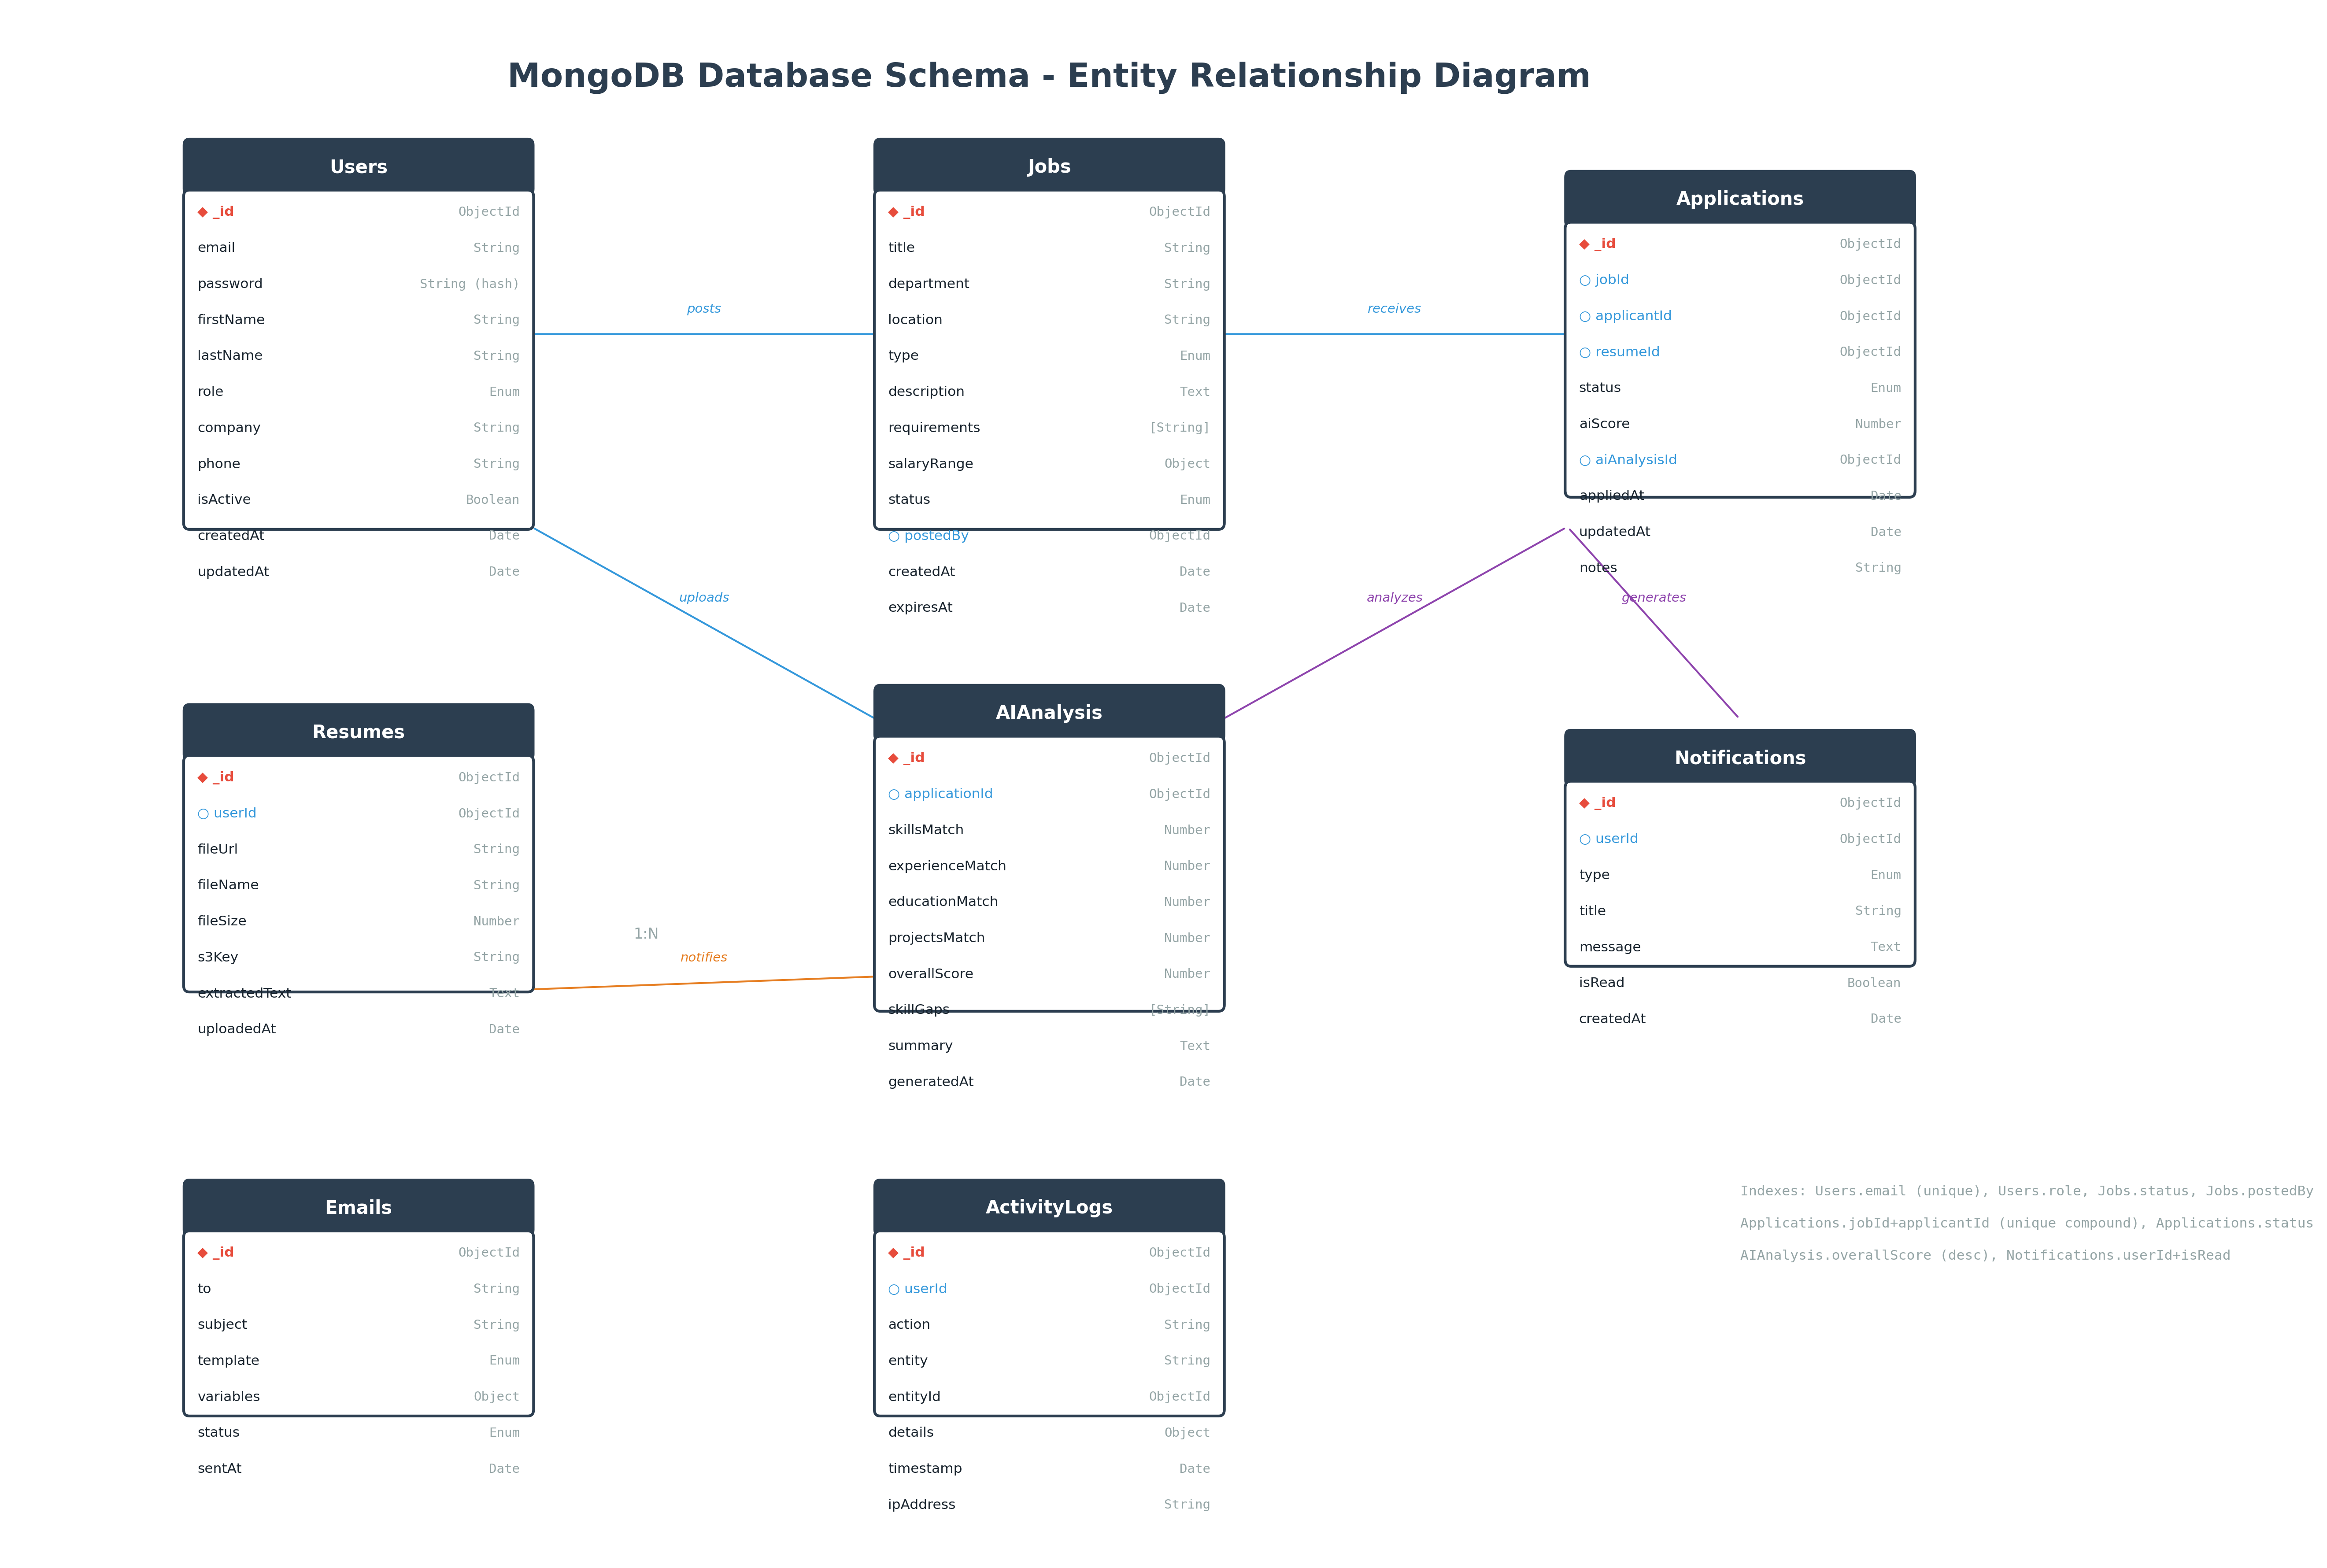 MongoDB Database Schema - Entity Relationship Diagram
Users
◆ _id ObjectId
email String
password String (hash)
firstName String
lastName String
role Enum
company String
phone String
isActive Boolean
createdAt Date
updatedAt Date
posts
Jobs
◆ _id ObjectId
title String
department String
location String
type Enum
description Text
requirements [String]
salaryRange Object
status Enum
○ postedBy ObjectId
createdAt Date
expiresAt Date
receives
Applications
◆ _id ObjectId
○ jobId ObjectId
○ applicantId ObjectId
○ resumeId ObjectId
status Enum
aiScore Number
○ aiAnalysisId ObjectId
appliedAt Date
updatedAt Date
notes String
uploads
analyzes
generates
Resumes
◆ _id ObjectId
○ userId ObjectId
fileUrl String
fileName String
fileSize Number
s3Key String
extractedText Text
uploadedAt Date
1:N
notifies
AIAnalysis
◆ _id ObjectId
○ applicationId ObjectId
skillsMatch Number
experienceMatch Number
educationMatch Number
projectsMatch Number
overallScore Number
skillGaps [String]
summary Text
generatedAt Date
Notifications
◆ _id ObjectId
○ userId ObjectId
type Enum
title String
message Text
isRead Boolean
createdAt Date
Emails
◆ _id ObjectId
to String
subject String
template Enum
variables Object
status Enum
sentAt Date
ActivityLogs
◆ _id ObjectId
○ userId ObjectId
action String
entity String
entityId ObjectId
details Object
timestamp Date
ipAddress String
Indexes: Users.email (unique), Users.role, Jobs.status, Jobs.postedBy
Applications.jobId+applicantId (unique compound), Applications.status
AIAnalysis.overallScore (desc), Notifications.userId+isRead